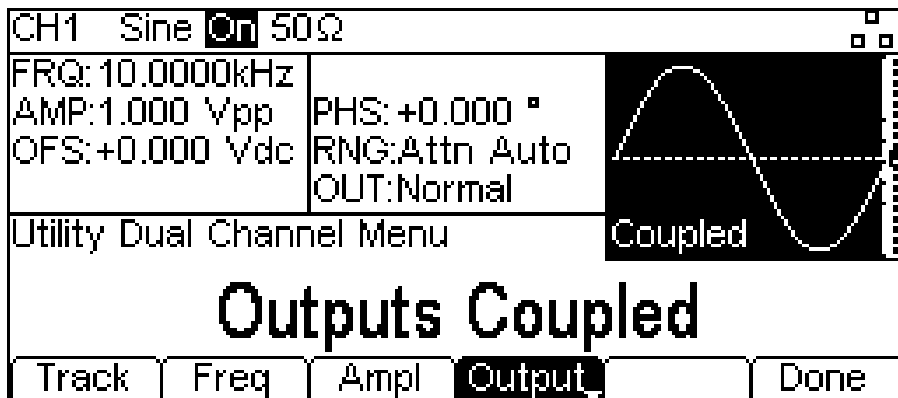 CH1 Sine On 50Ω
FRQ:10.0000kHz
AMP:1.000 Vpp
OFS:+0.000 Vdc
PHS:+0.000 °
RNG:Attn Auto
OUT:Normal
Coupled
Utility Dual Channel Menu
Outputs Coupled
Track Freq Ampl Output Done